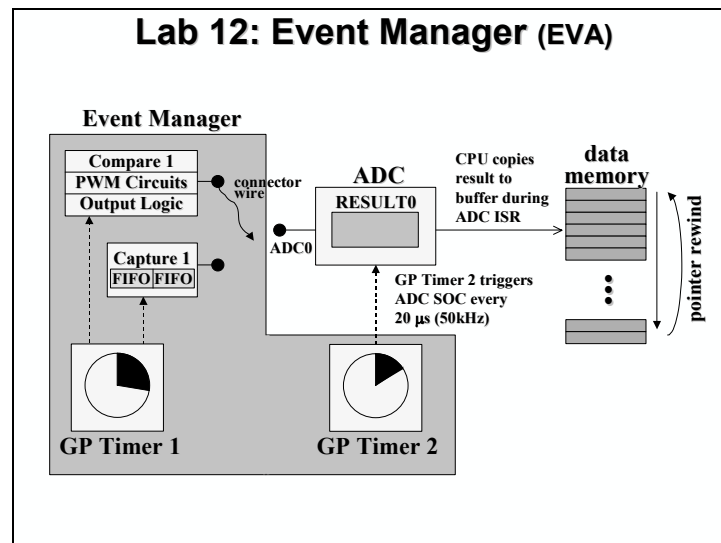 Lab 12: Event Manager (EVA)
Event Manager
Compare 1
PWM Circuits
Output Logic
connector
wire
Capture 1
FIFO FIFO
GP Timer 1
ADC
RESULT0
ADC0
GP Timer 2 triggers
ADC SOC every
20 μs (50kHz)
GP Timer 2
CPU copies
result to
buffer during
ADC ISR
data
memory
pointer rewind